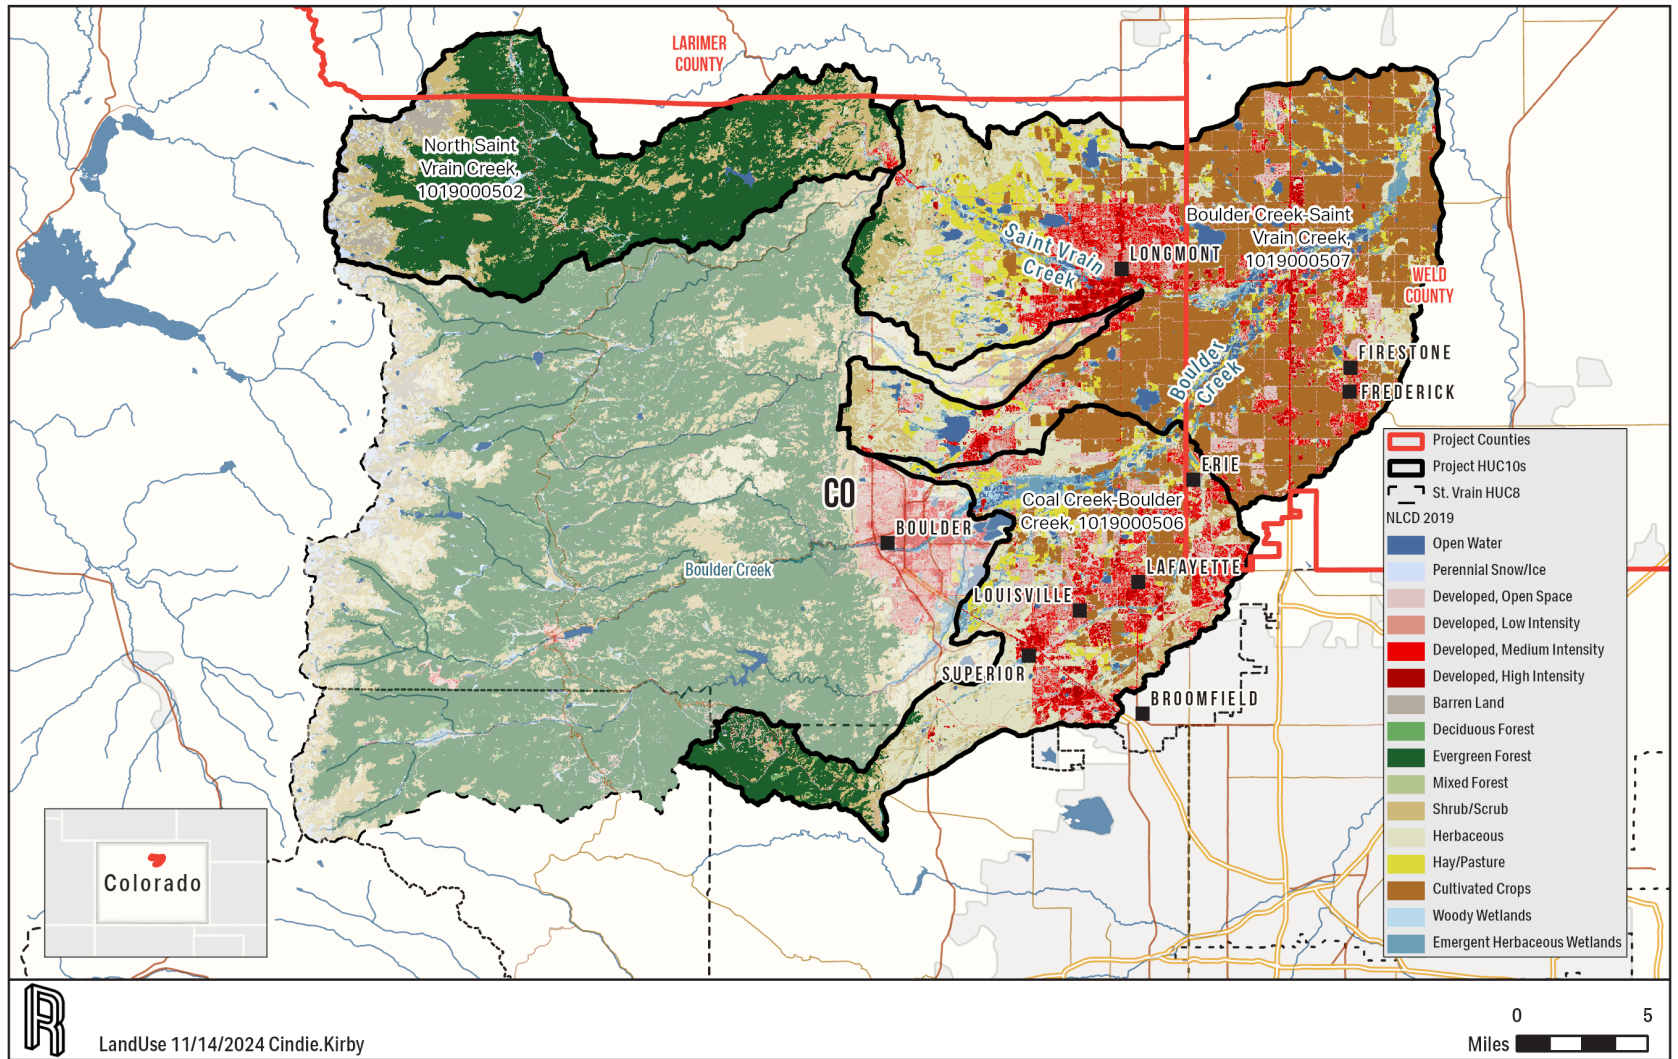 LARIMER
COUNTY
North Saint
Vrain Creek,
1019000502
Boulder Creek-Saint
Vrain Creek,
1019000507
Saint Vrain
Creek
LONGMONT
WELD
COUNTY
Boulder
Creek
FIRESTONE
FREDERICK
ERIE
CO
Coal Creek-Boulder
Creek, 1019000506
BOULDER
Boulder Creek
LAFAYETTE
LOUISVILLE
SUPERIOR
BROOMFIELD
Project Counties
Project HUC10s
St. Vrain HUC8
NLCD 2019
Open Water
Perennial Snow/Ice
Developed, Open Space
Developed, Low Intensity
Developed, Medium Intensity
Developed, High Intensity
Barren Land
Deciduous Forest
Evergreen Forest
Mixed Forest
Shrub/Scrub
Herbaceous
Hay/Pasture
Cultivated Crops
Woody Wetlands
Emergent Herbaceous Wetlands
Colorado
R
LandUse 11/14/2024 Cindie.Kirby
0 5
Miles